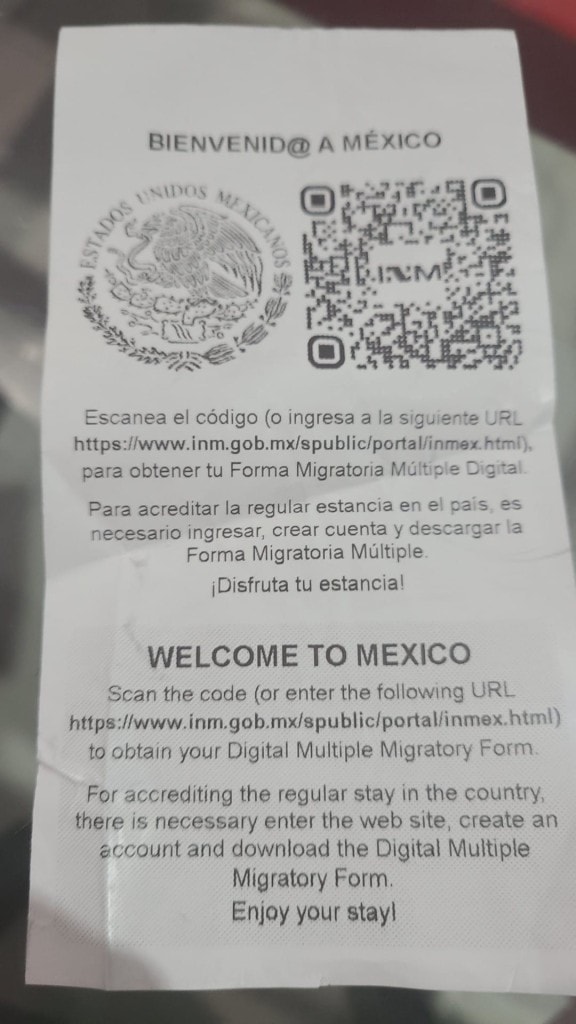 BIENVENID@ A MÉXICO
ESTADOS UNIDOS MEXICANOS
INM
Escanea el código (o ingresa a la siguiente URL
https://www.inm.gob.mx/spublic/portal/inmex.html),
para obtener tu Forma Migratoria Múltiple Digital.
Para acreditar la regular estancia en el país, es
necesario ingresar, crear cuenta y descargar la
Forma Migratoria Múltiple.
¡Disfruta tu estancia!
WELCOME TO MEXICO
Scan the code (or enter the following URL
https://www.inm.gob.mx/spublic/portal/inmex.html)
to obtain your Digital Multiple Migratory Form.
For accrediting the regular stay in the country,
there is necessary enter the web site, create an
account and download the Digital Multiple
Migratory Form.
Enjoy your stay!